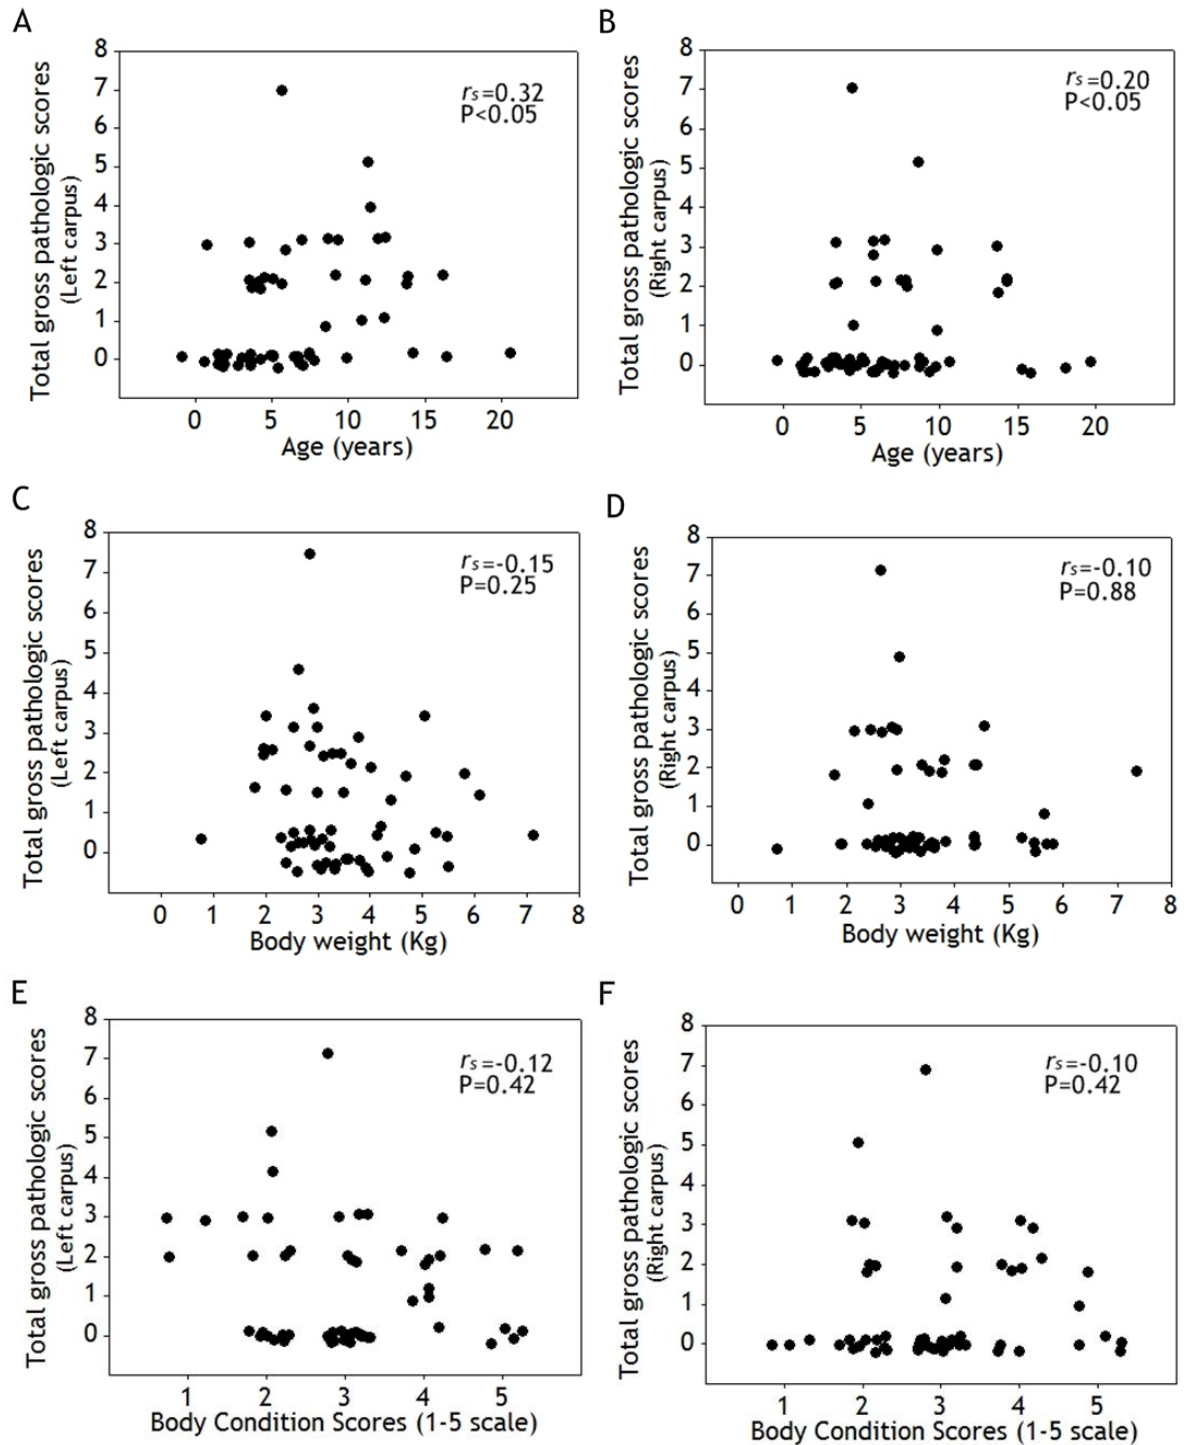 A
8
7
6
5
4
3
2
1
0
Total gross pathologic scores
(Left carpus)
rs=0.32
P<0.05
0 5 10 15 20
Age (years)
B
8
7
6
5
4
3
2
1
0
Total gross pathologic scores
(Right carpus)
rs=0.20
P<0.05
0 5 10 15 20
Age (years)
C
8
7
6
5
4
3
2
1
0
Total gross pathologic scores
(Left carpus)
rs=-0.15
P=0.25
0 1 2 3 4 5 6 7 8
Body weight (Kg)
D
8
7
6
5
4
3
2
1
0
Total gross pathologic scores
(Right carpus)
rs=-0.10
P=0.88
0 1 2 3 4 5 6 7 8
Body weight (Kg)
E
8
7
6
5
4
3
2
1
0
Total gross pathologic scores
(Left carpus)
rs=-0.12
P=0.42
1 2 3 4 5
Body Condition Scores (1-5 scale)
F
8
7
6
5
4
3
2
1
0
Total gross pathologic scores
(Right carpus)
rs=-0.10
P=0.42
1 2 3 4 5
Body Condition Scores (1-5 scale)